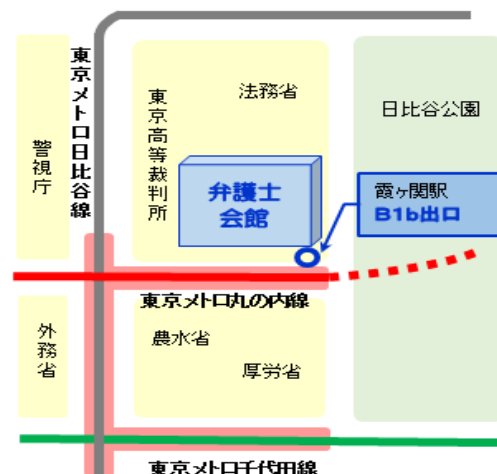 東京メトロ日比谷線
東京高等裁判所
法務省
日比谷公園
警視庁
弁護士
会館
霞ヶ関駅
B1b出口
東京メトロ丸の内線
外務省
農水省
厚労省
東京メトロ千代田線